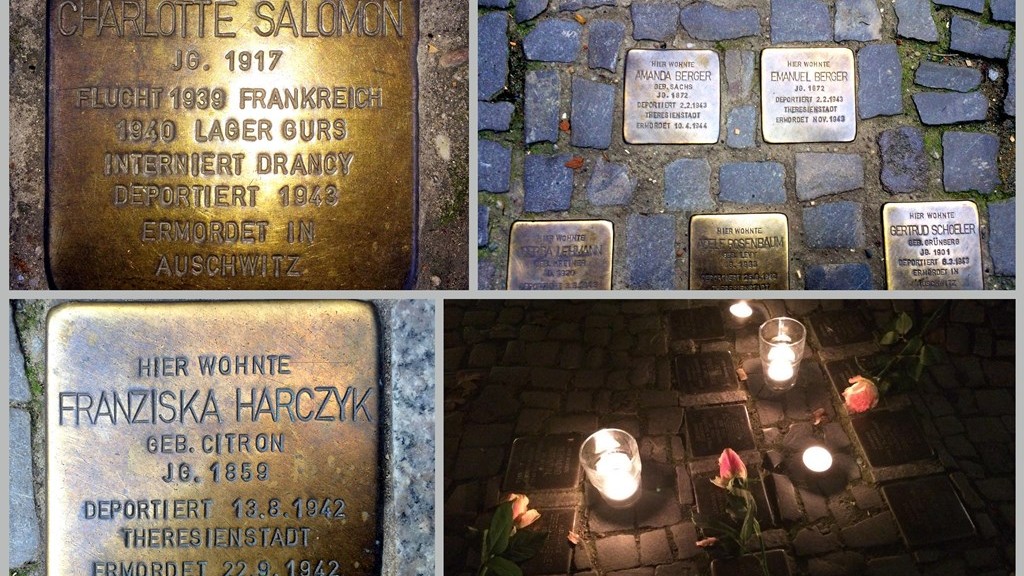 CHARLOTTE SALOMON
JG. 1917
FLUCHT 1939 FRANKREICH
1940 LAGER GURS
INTERNIERT DRANCY
DEPORTIERT 1943
ERMORDET IN
AUSCHWITZ
HIER WOHNTE
AMANDA BERGER
GEB. SACHS
JG. 1872
DEPORTIERT 2.2.1943
THERESIENSTADT
ERMORDET 10.4.1944
HIER WOHNTE
EMANUEL BERGER
JG. 1872
DEPORTIERT 2.2.1943
THERESIENSTADT
ERMORDET NOV. 1943
HIER WOHNTE
LEHMANN
HIER WOHNTE
ROSENBAUM
HIER WOHNTE
GERTRUD SCHOELER
GEB. GRÜNBERG
JG. 1901
DEPORTIERT 6.3.1943
ERMORDET IN
HIER WOHNTE
FRANZISKA HARCZYK
GEB. CITRON
JG. 1859
DEPORTIERT 13.8.1942
THERESIENSTADT
ERMORDET 22.9.1942